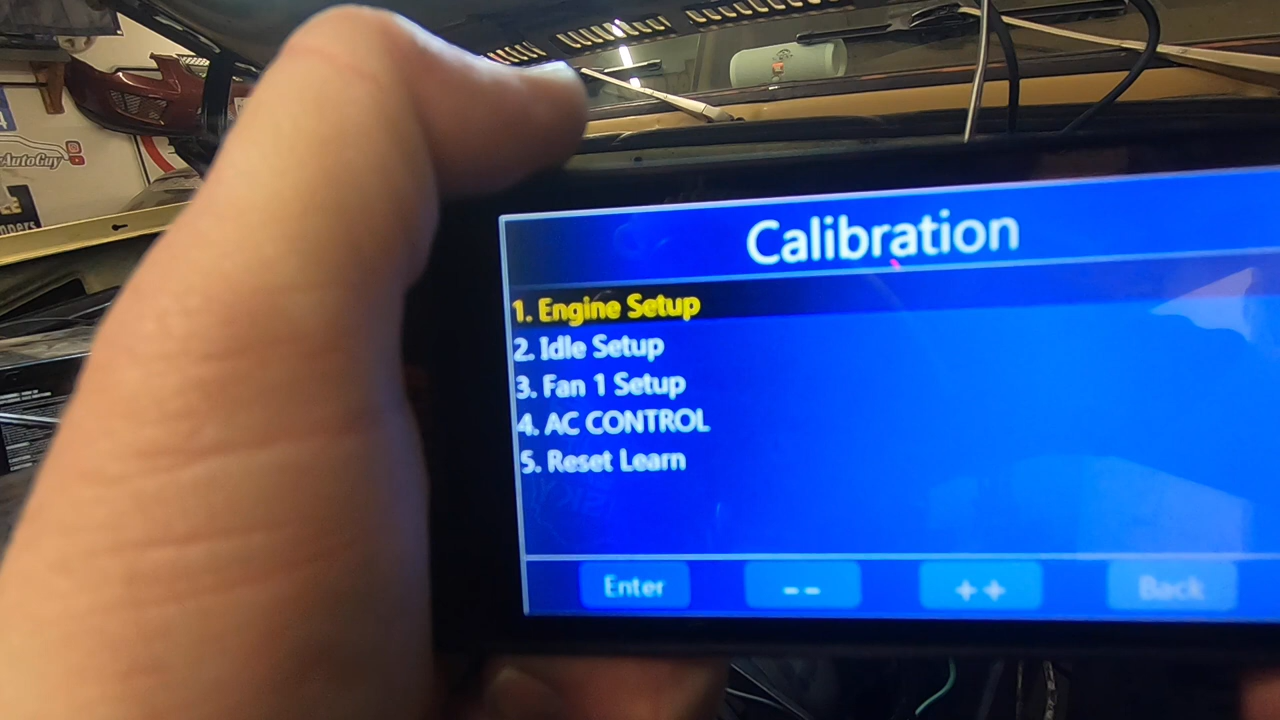 AutoGuy
Calibration
1. Engine Setup
2. Idle Setup
3. Fan 1 Setup
4. AC CONTROL
5. Reset Learn
Enter
--
++
Back